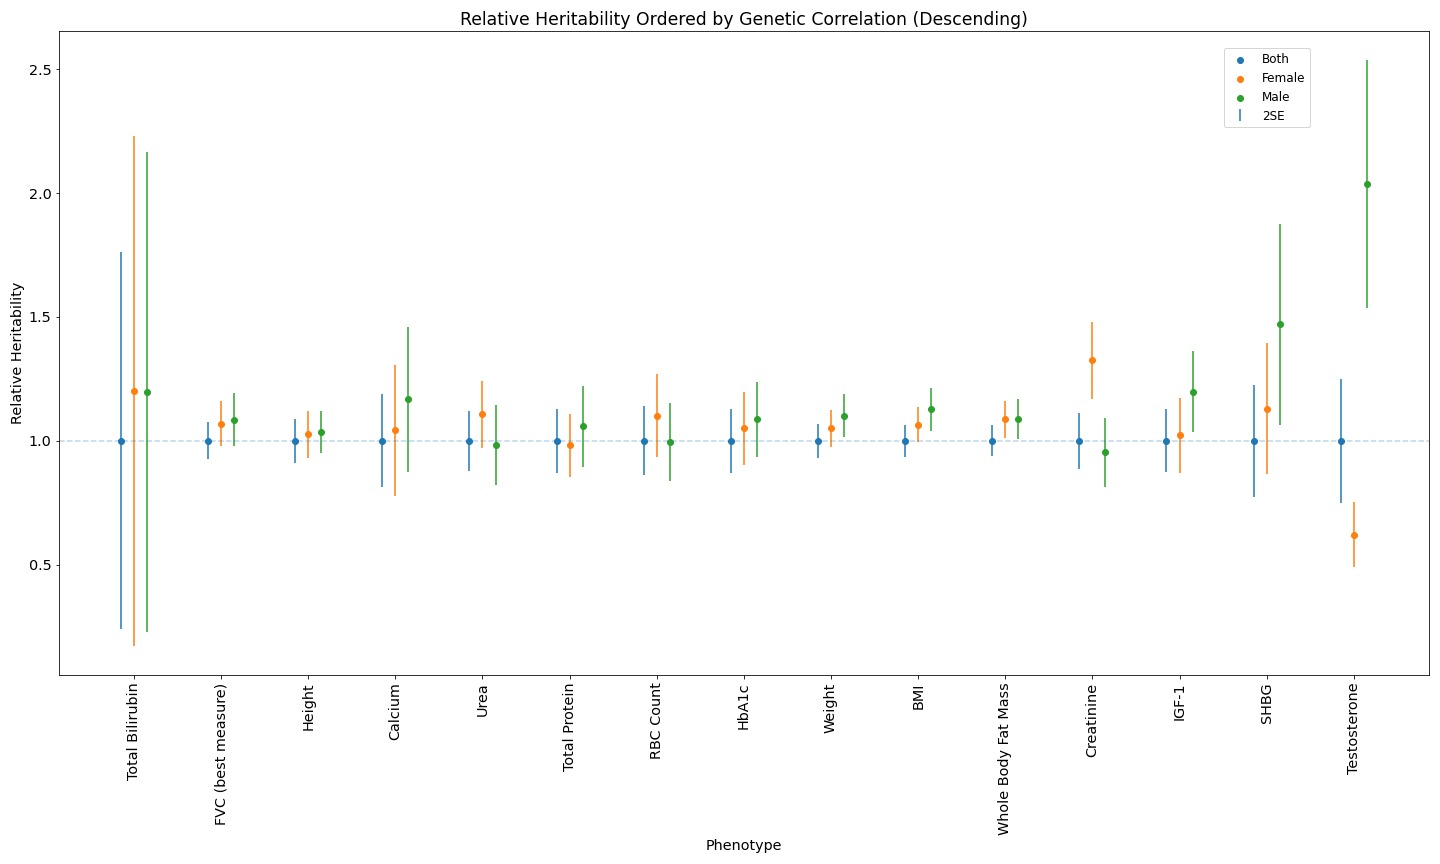 Relative Heritability Ordered by Genetic Correlation (Descending)
Both
Female
Male
2SE
2.5
2.0
1.5
1.0
0.5
Relative Heritability
Total Bilirubin
FVC (best measure)
Height
Calcium
Urea
Total Protein
RBC Count
HbA1c
Weight
BMI
Whole Body Fat Mass
Creatinine
IGF-1
SHBG
Testosterone
Phenotype